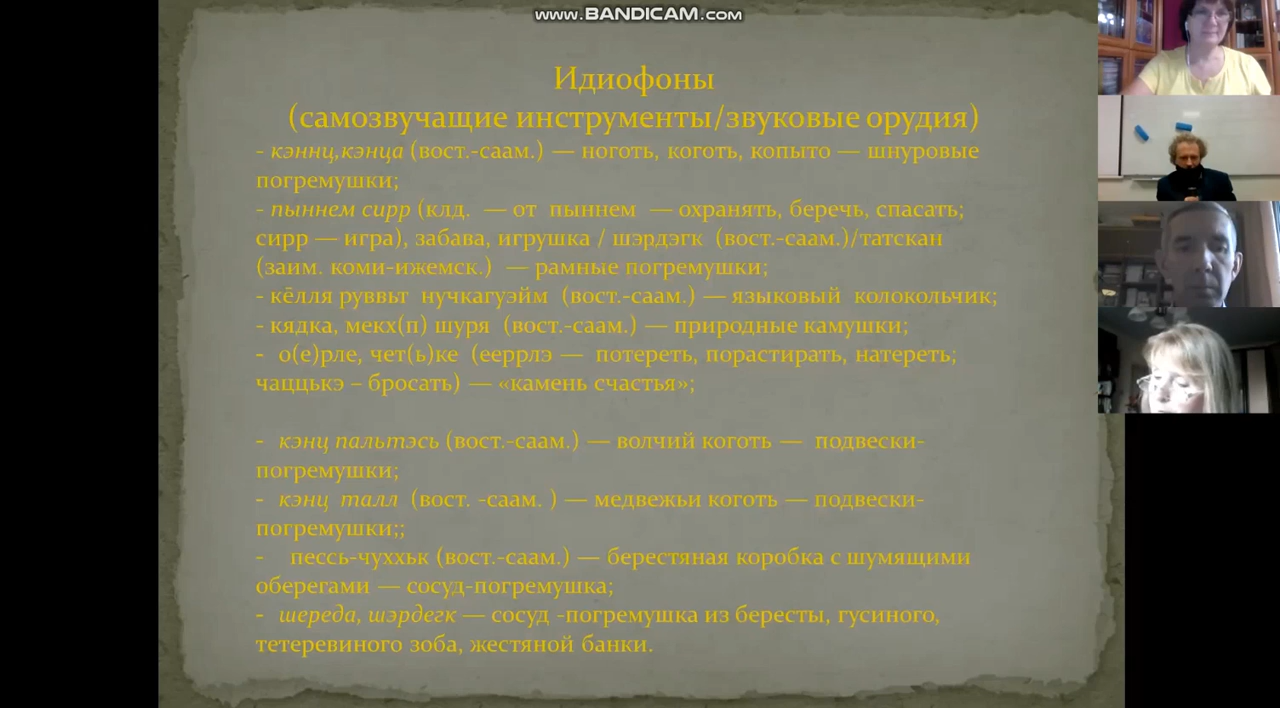 www.BANDICAM.com
Идиофоны
(самозвучащие инструменты/звуковые орудия)
- кэннц,кэнца (вост.-саам.) — ноготь, коготь, копыто — шнуровые
погремушки;
- пыннем сирр (клд. — от пыннем — охранять, беречь, спасать;
сирр — игра), забава, игрушка / шэрдэгк (вост.-саам.)/татскан
(заим. коми-ижемск.) — рамные погремушки;
- кēлля руввьт нучкагуэйм (вост.-саам.) — языковый колокольчик;
- кядка, мекх(п) шуря (вост.-саам.) — природные камушки;
- о(е)рле, чет(ь)ке (ееррлэ — потереть, порастирать, натереть;
чаццькэ – бросать) — «камень счастья»;
- кэнц пальтэсь (вост.-саам.) — волчий коготь — подвески-
погремушки;
- кэнц талл (вост. -саам. ) — медвежьи коготь — подвески-
погремушки;;
- пессь-чуххьк (вост.-саам.) — берестяная коробка с шумящими
оберегами — сосуд-погремушка;
- шереда, шэрдегк — сосуд -погремушка из бересты, гусиного,
тетеревиного зоба, жестяной банки.